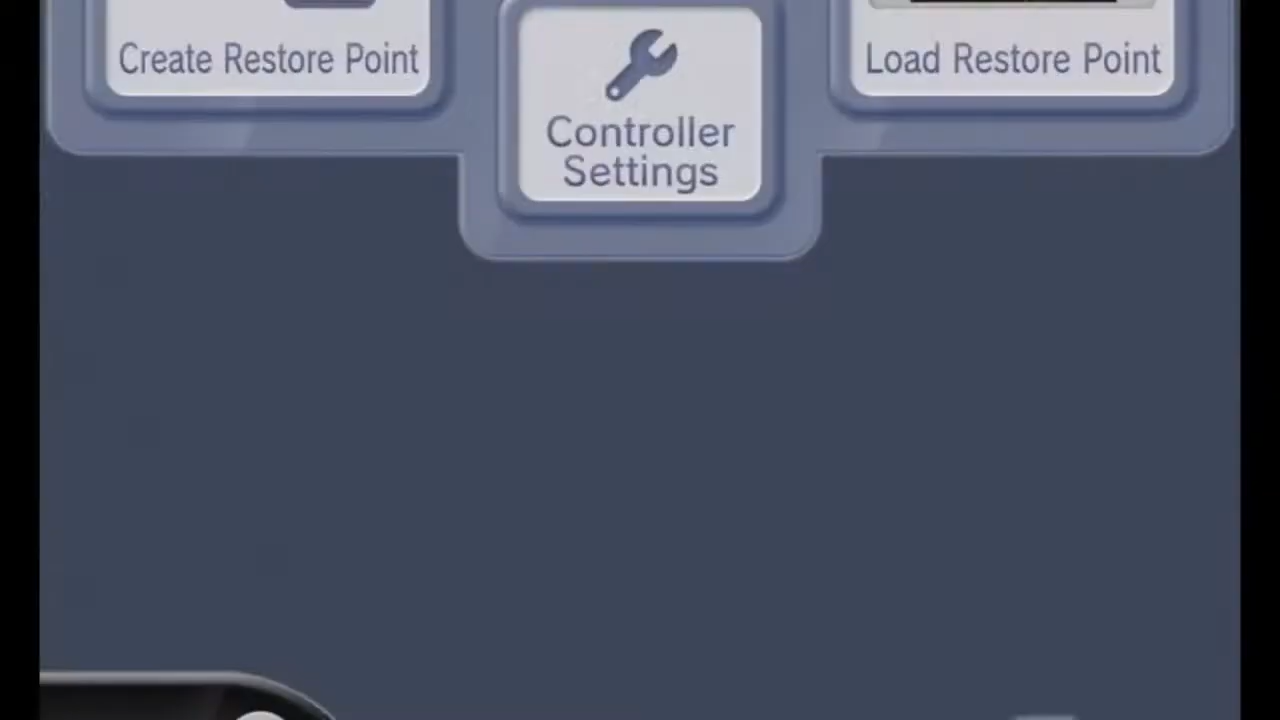 Create Restore Point
Load Restore Point
Controller
Settings